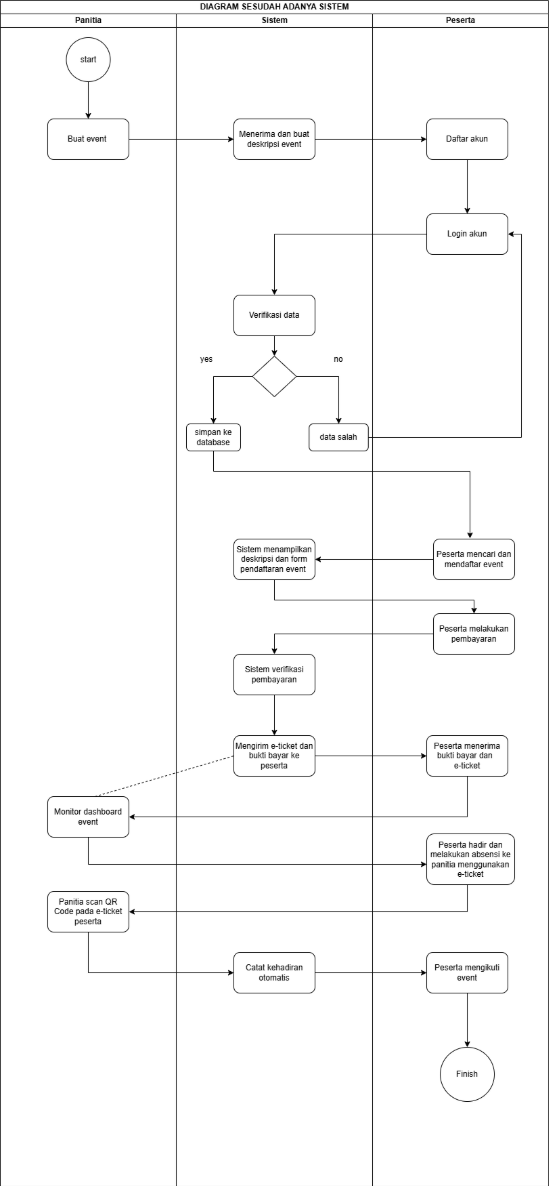 DIAGRAM SESUDAH ADANYA SISTEM
Panitia
Sistem
Peserta
start
Buat event
Menerima dan buat
deskripsi event
Daftar akun
Login akun
Verifikasi data
yes
no
simpan ke
database
data salah
Sistem menampilkan
deskripsi dan form
pendaftaran event
Peserta mencari dan
mendaftar event
Peserta melakukan
pembayaran
Sistem verifikasi
pembayaran
Mengirim e-ticket dan
bukti bayar ke
peserta
Peserta menerima
bukti bayar dan
e-ticket
Monitor dashboard
event
Peserta hadir dan
melakukan absensi ke
panitia menggunakan
e-ticket
Panitia scan QR
Code pada e-ticket
peserta
Catat kehadiran
otomatis
Peserta mengikuti
event
Finish